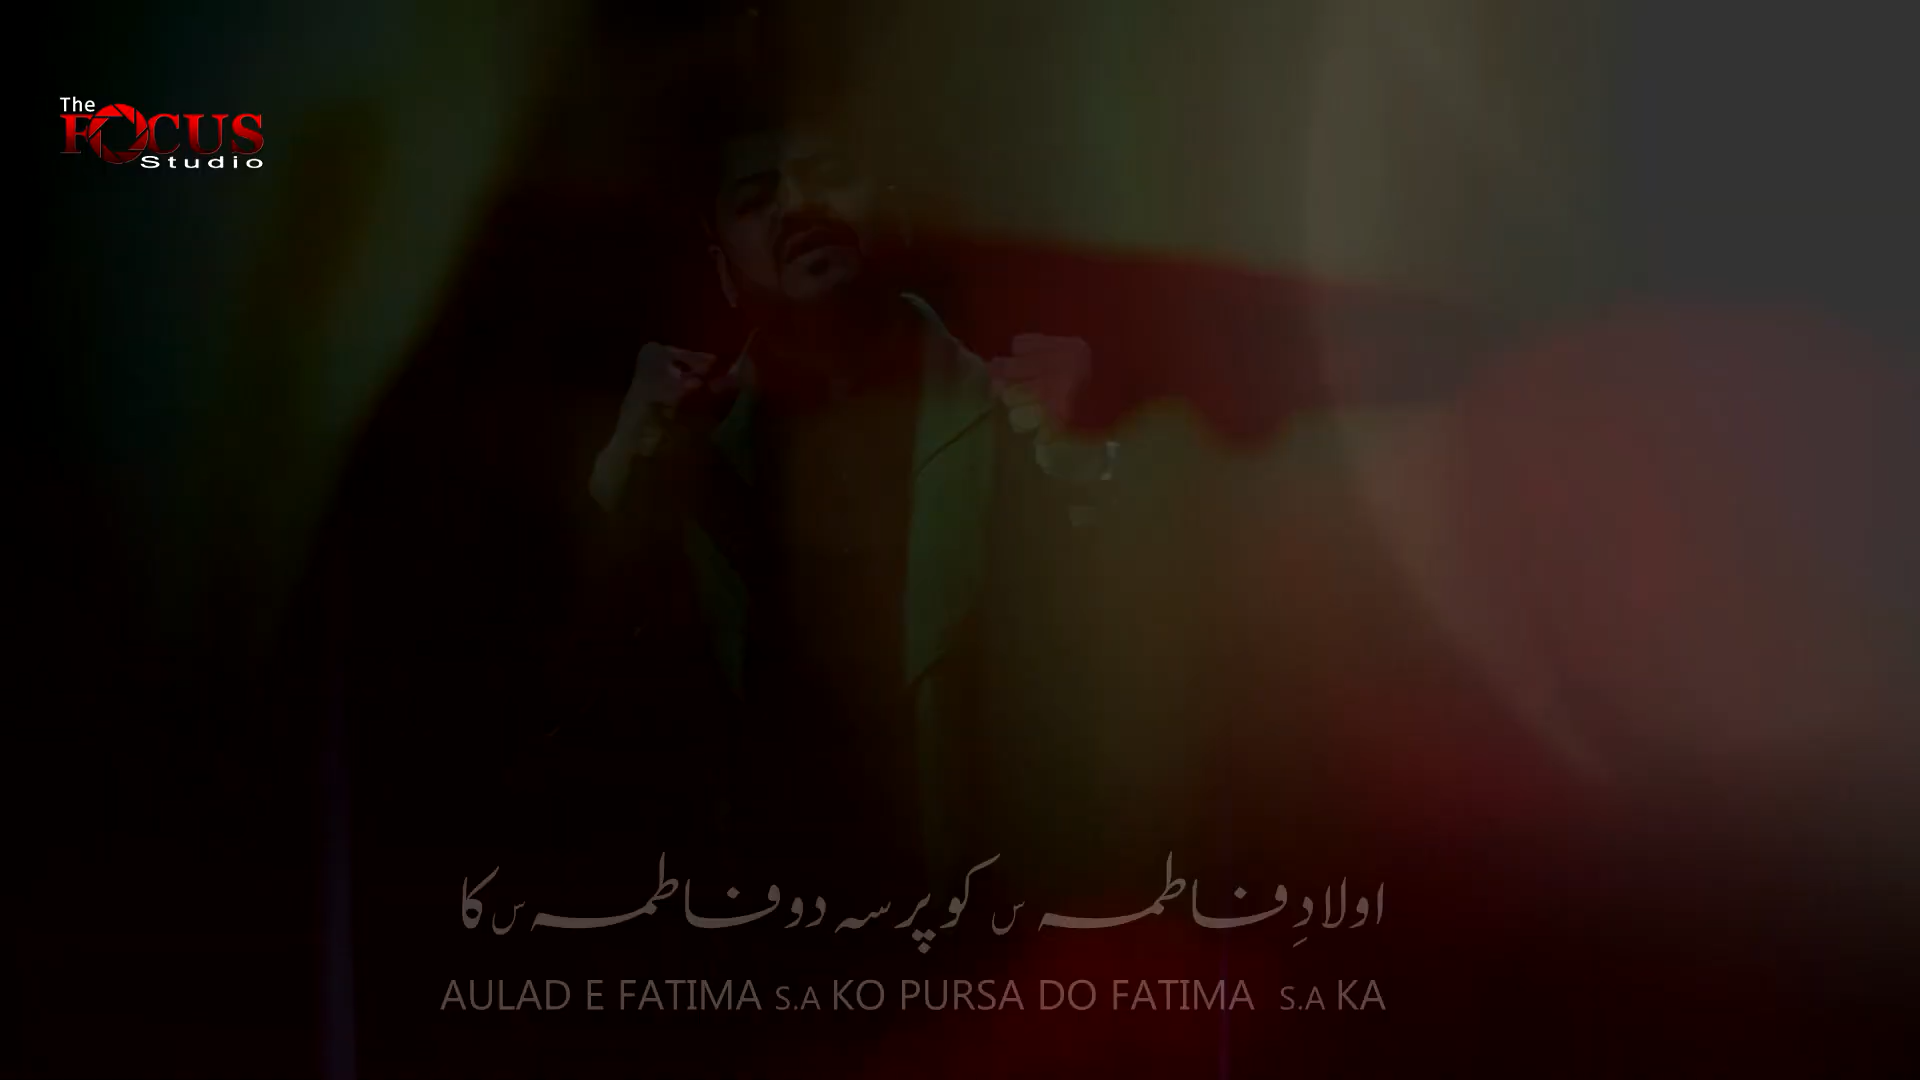 The
FOCUS
Studio
اولادِ فاطمہ س کو پرسہ دو فاطمہ س کا
AULAD E FATIMA S.A KO PURSA DO FATIMA S.A KA